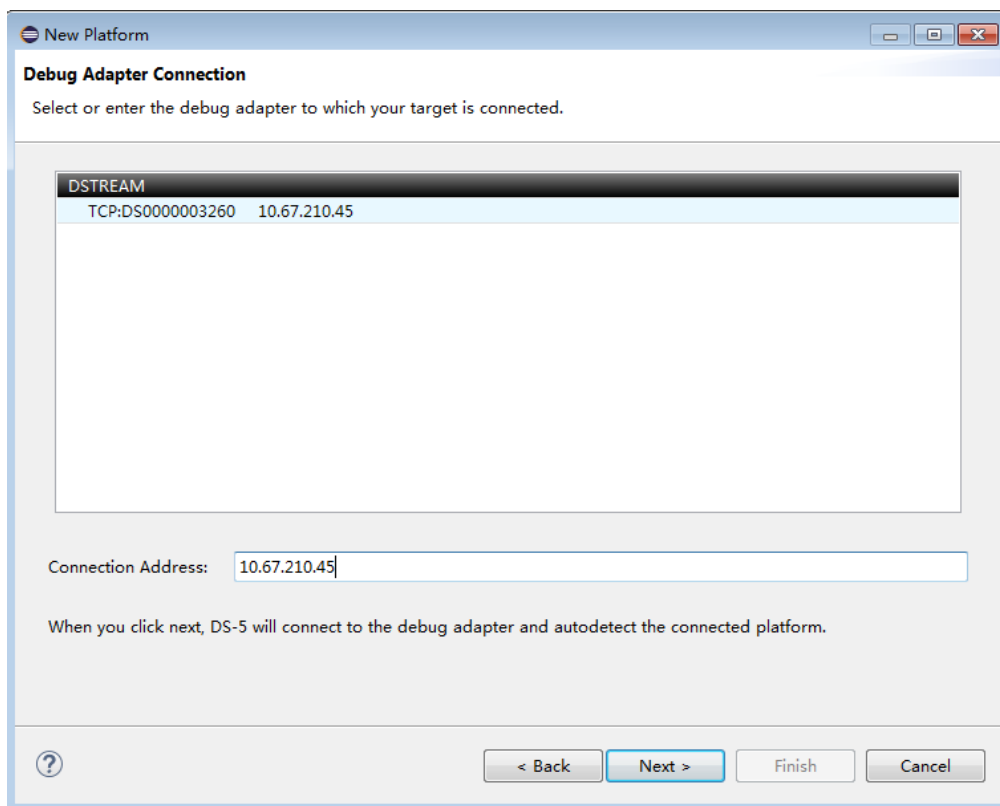 New Platform
Debug Adapter Connection
Select or enter the debug adapter to which your target is connected.
DSTREAM
TCP:DS0000003260 10.67.210.45
Connection Address: 10.67.210.45
When you click next, DS-5 will connect to the debug adapter and autodetect the connected platform.
? < Back Next > Finish Cancel